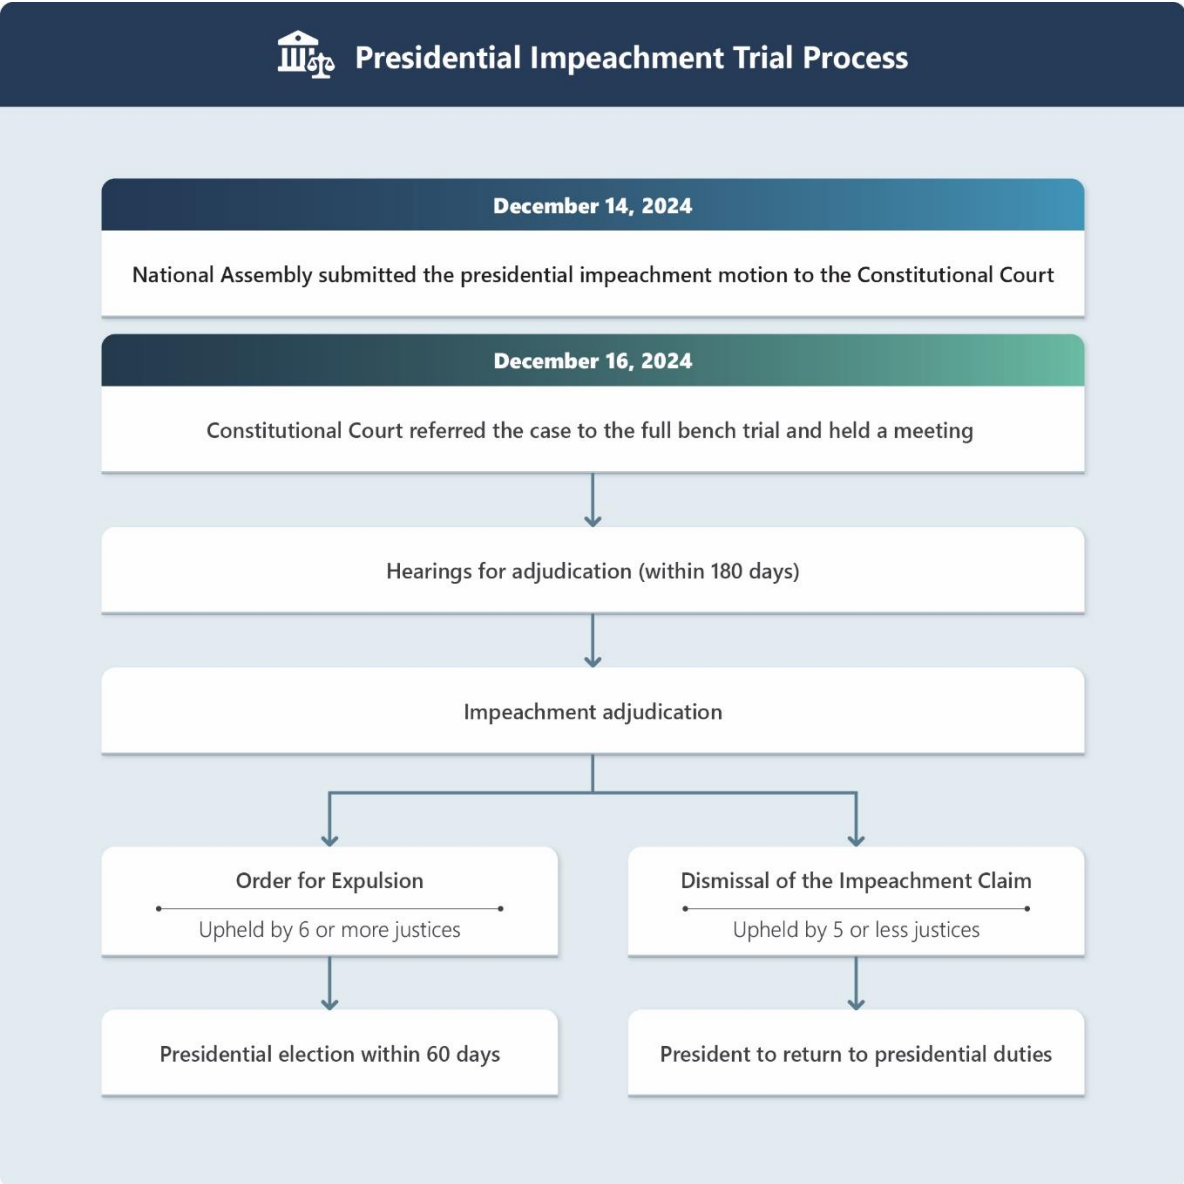 Presidential Impeachment Trial Process
December 14, 2024
National Assembly submitted the presidential impeachment motion to the Constitutional Court
December 16, 2024
Constitutional Court referred the case to the full bench trial and held a meeting
Hearings for adjudication (within 180 days)
Impeachment adjudication
Order for Expulsion
Upheld by 6 or more justices
Dismissal of the Impeachment Claim
Upheld by 5 or less justices
Presidential election within 60 days
President to return to presidential duties